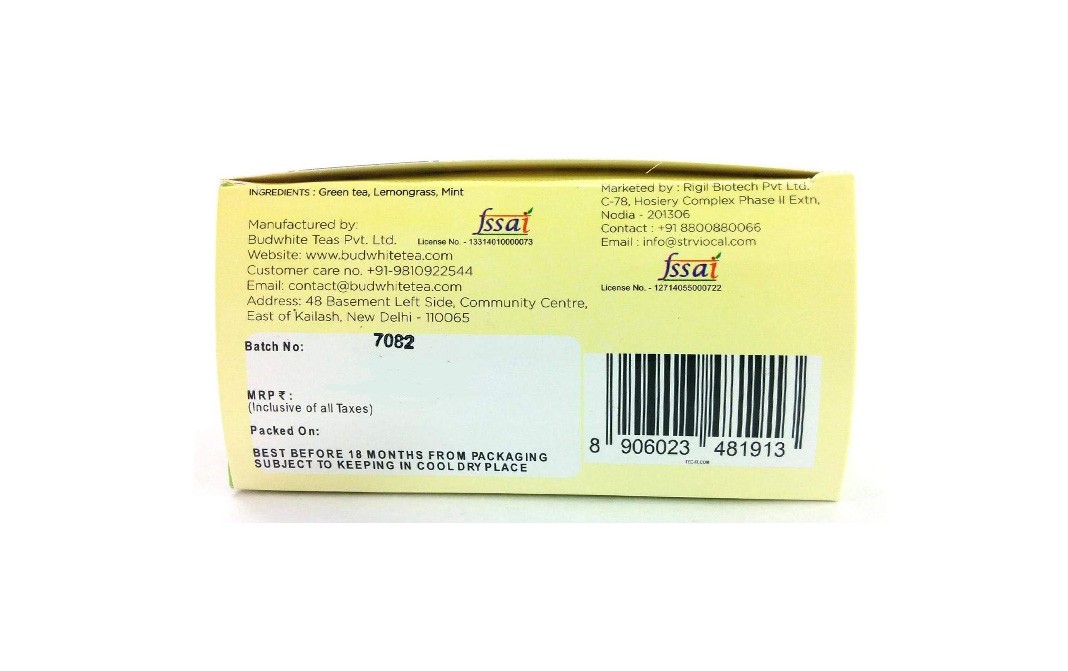 INGREDIENTS : Green tea, Lemongrass, Mint
Manufactured by:
Budwhite Teas Pvt. Ltd.
fssai
License No. - 13314010000073
Website: www.budwhitetea.com
Customer care no. +91-9810922544
Email: contact@budwhitetea.com
Address: 48 Basement Left Side, Community Centre,
East of Kailash, New Delhi - 110065
Marketed by : Rigil Biotech Pvt Ltd.
C-78, Hosiery Complex Phase II Extn,
Nodia - 201306
Contact : +91 8800880066
Email : info@strviocal.com
fssai
License No. - 12714055000722
Batch No: 7082
MRP ₹ :
(Inclusive of all Taxes)
Packed On:
BEST BEFORE 18 MONTHS FROM PACKAGING
SUBJECT TO KEEPING IN COOL DRY PLACE
8 906023 481913
TEC-IT.COM